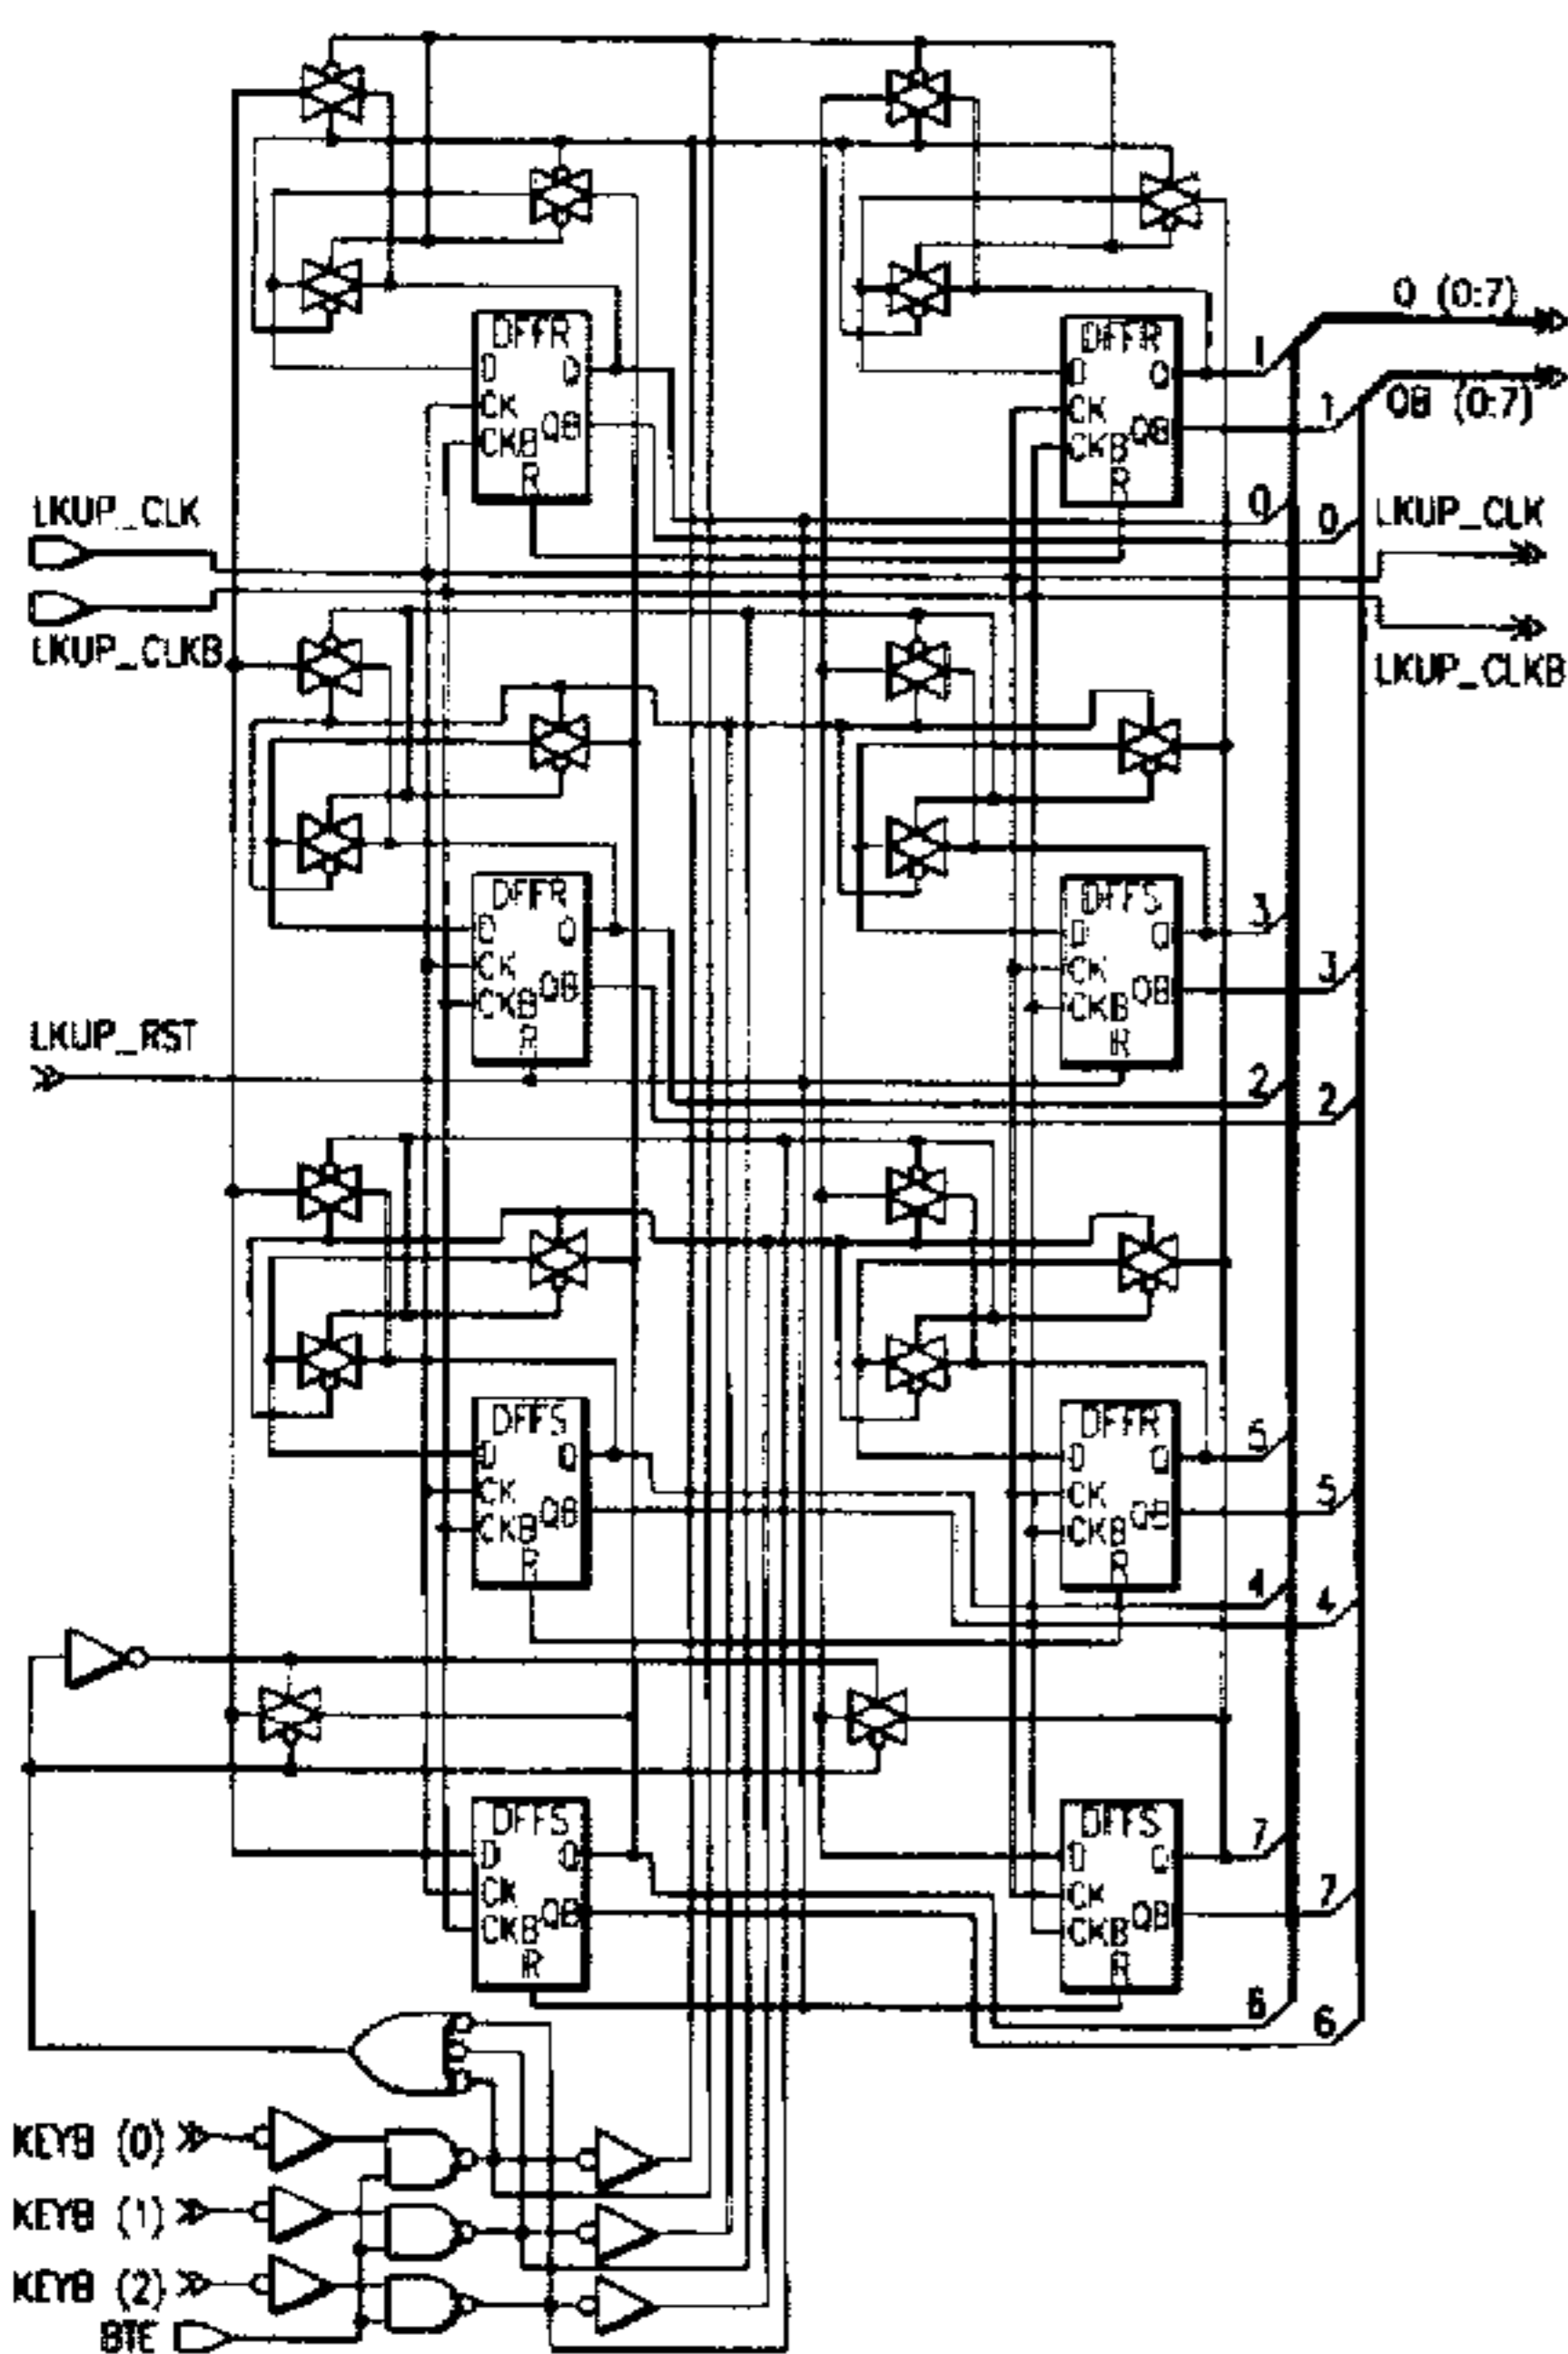 DFFR
D Q
CK
CKB QB
R
DFFR
D Q
CK
CKB QB
R
1
1
0
0
Q (0:7)
QB (0:7)
LKUP_CLK
LKUP_CLKB
LKUP_CLK
LKUP_CLKB
DFFR
D Q
CK
CKB QB
R
DFFS
D Q
CK
CKB QB
R
3
3
2
2
LKUP_RST
DFFS
D Q
CK
CKB QB
R
DFFR
D Q
CK
CKB QB
R
5
5
4
4
DFFS
D Q
CK
CKB QB
R
DFFS
D Q
CK
CKB QB
R
7
7
6
6
KEYB (0)
KEYB (1)
KEYB (2)
BTE